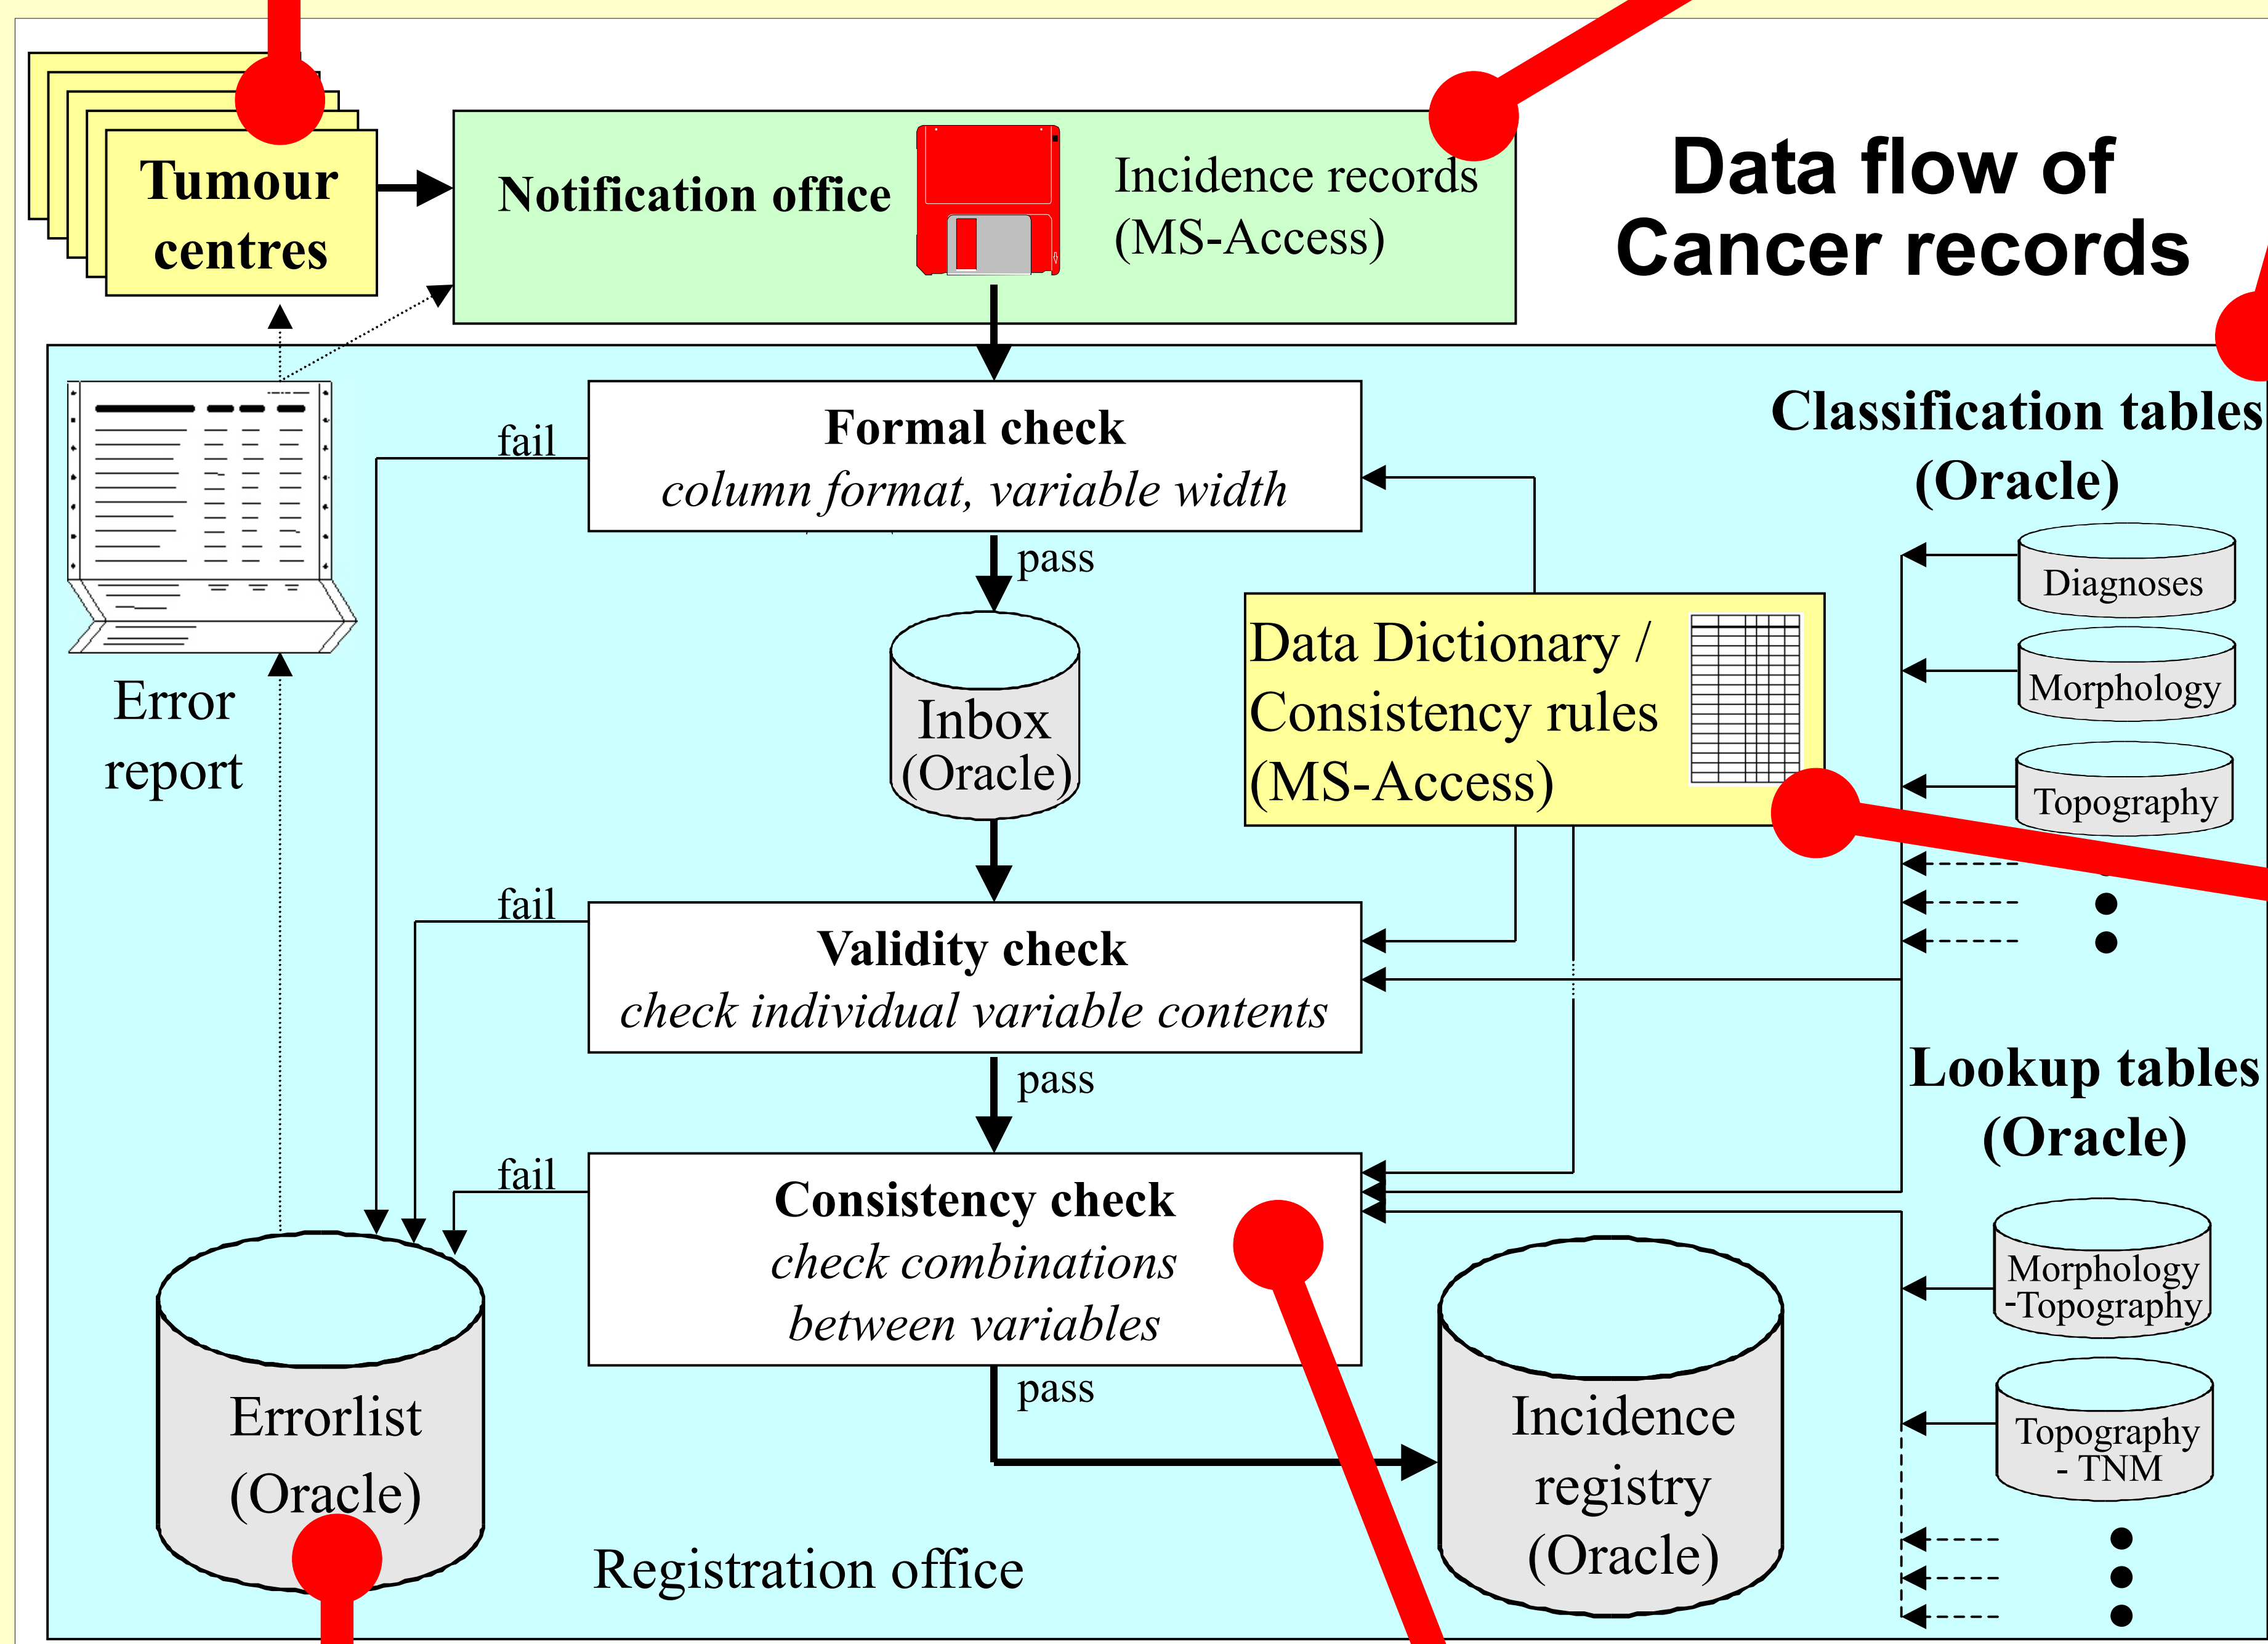 Data flow of
Cancer records
Tumour
centres
Notification office
Incidence records
(MS-Access)
Formal check
column format, variable width
fail
pass
Error
report
Inbox
(Oracle)
Data Dictionary /
Consistency rules
(MS-Access)
Classification tables
(Oracle)
Diagnoses
Morphology
Topography
fail
Validity check
check individual variable contents
pass
Lookup tables
(Oracle)
fail
Consistency check
check combinations
between variables
pass
Morphology
-Topography
Topography
- TNM
Errorlist
(Oracle)
Incidence
registry
(Oracle)
Registration office